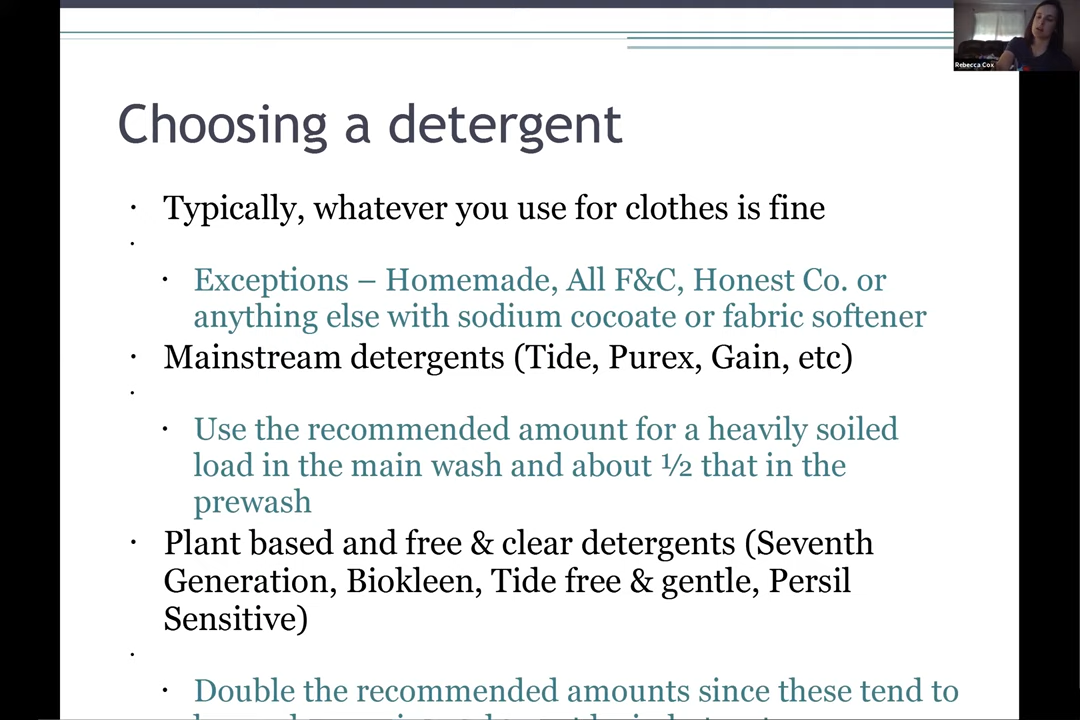 Rebecca Cox
Choosing a detergent
• Typically, whatever you use for clothes is fine
•
• Exceptions – Homemade, All F&C, Honest Co. or
anything else with sodium cocoate or fabric softener
• Mainstream detergents (Tide, Purex, Gain, etc)
•
• Use the recommended amount for a heavily soiled
load in the main wash and about ½ that in the
prewash
• Plant based and free & clear detergents (Seventh
Generation, Biokleen, Tide free & gentle, Persil
Sensitive)
•
• Double the recommended amounts since these tend to